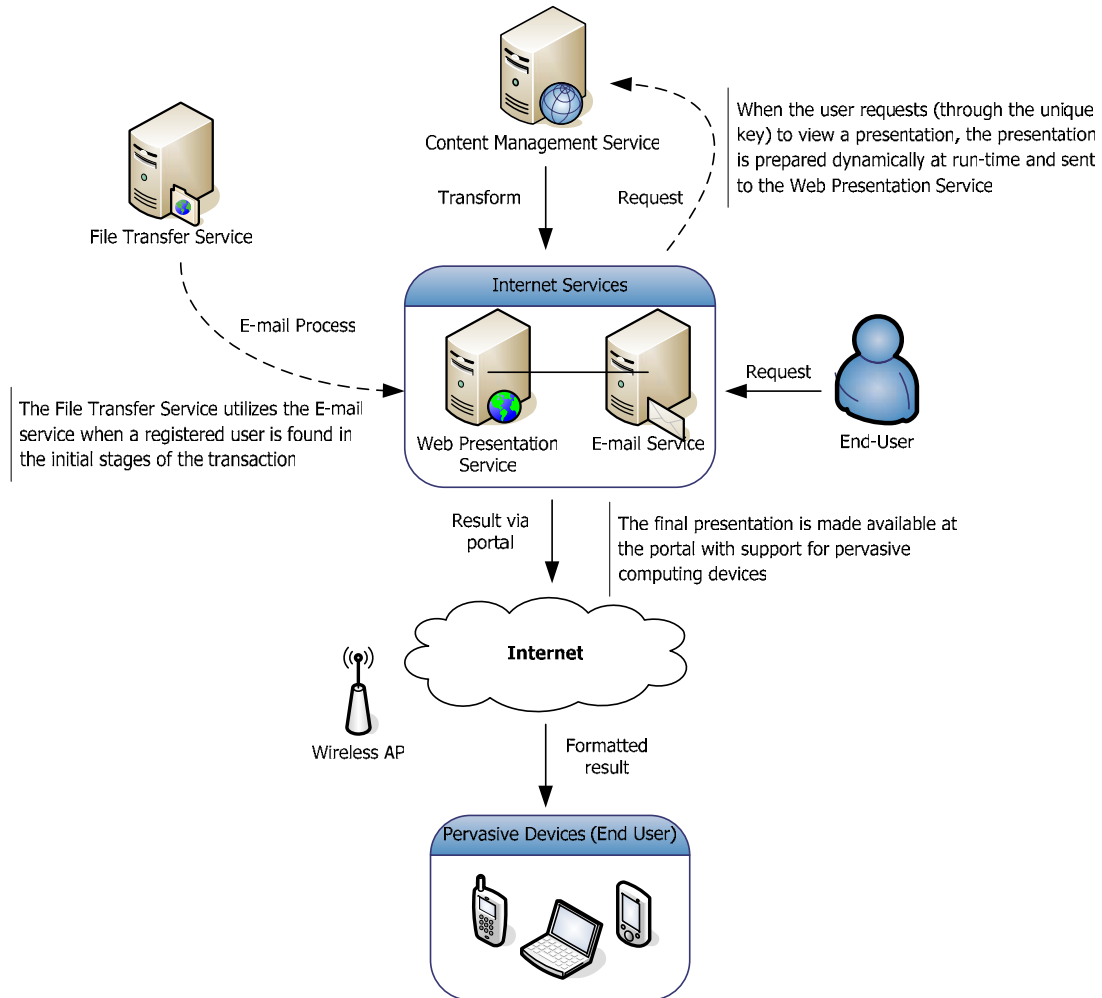 Content Management Service
When the user requests (through the unique
key) to view a presentation, the presentation
is prepared dynamically at run-time and sent
to the Web Presentation Service
Transform
Request
File Transfer Service
Internet Services
E-mail Process
Request
The File Transfer Service utilizes the E-mail
service when a registered user is found in
the initial stages of the transaction
Web Presentation
Service
E-mail Service
End-User
Result via
portal
The final presentation is made available at
the portal with support for pervasive
computing devices
Internet
Wireless AP
Formatted
result
Pervasive Devices (End User)